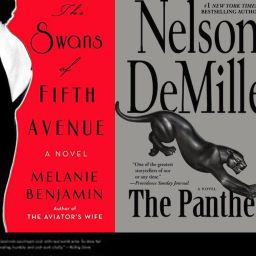 The
Swans
of
Fifth
Avenue
A NOVEL
MELANIE
BENJAMIN
Author of
THE AVIATOR'S WIFE
#1 NEW YORK TIMES
BESTSELLING AUTHOR
Nelson
DeMille
"One of the greatest
storytellers of our
or any time."
—Providence Sunday Journal
A NOVEL
The Panthe